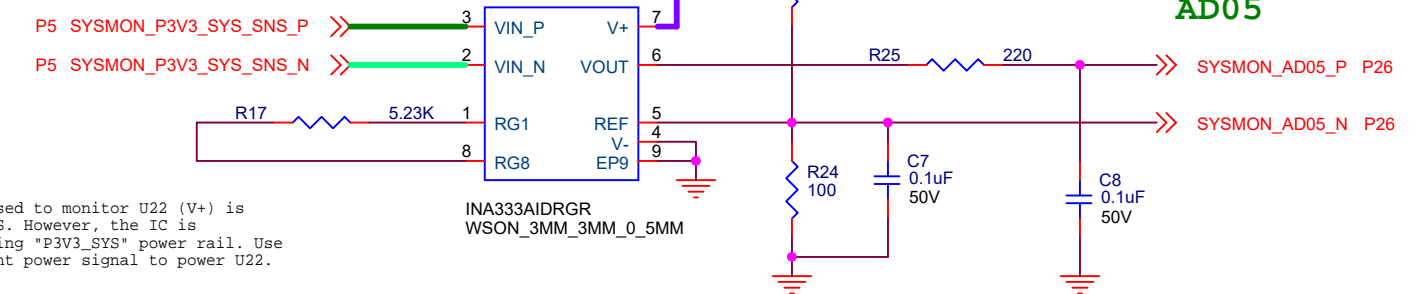 AD05
P5 SYSMON_P3V3_SYS_SNS_P
3
VIN_P
V+
7
P5 SYSMON_P3V3_SYS_SNS_N
2
VIN_N
VOUT
6
R25
220
SYSMON_AD05_P P26
R17
5.23K
1
RG1
REF
5
SYSMON_AD05_N P26
V-
4
8
RG8
EP9
9
R24
100
C7
0.1uF
50V
C8
0.1uF
50V
INA333AIDRGR
WSON_3MM_3MM_0_5MM
sed to monitor U22 (V+) is
S. However, the IC is
ing "P3V3_SYS" power rail. Use
nt power signal to power U22.